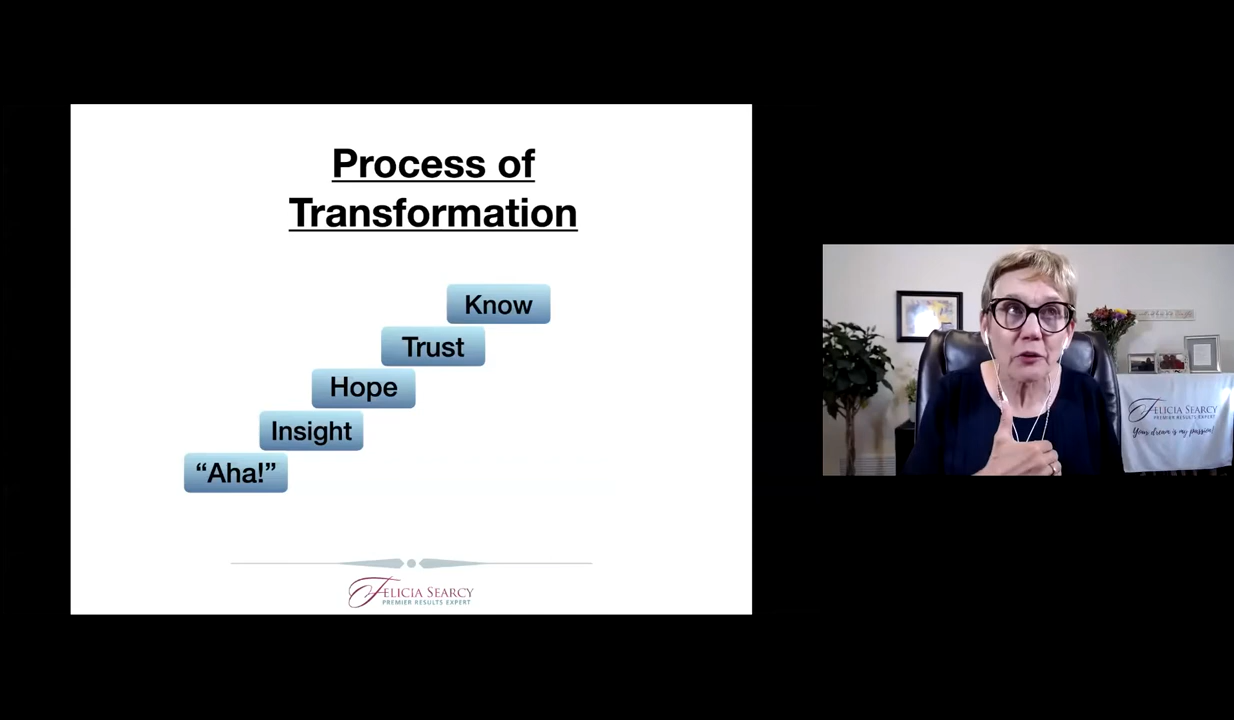 Process of
Transformation
Know
Trust
Hope
Insight
“Aha!”
FELICIA SEARCY
PREMIER RESULTS EXPERT
FELICIA SEARCY
PREMIER RESULTS EXPERT
Your dream is my passion!